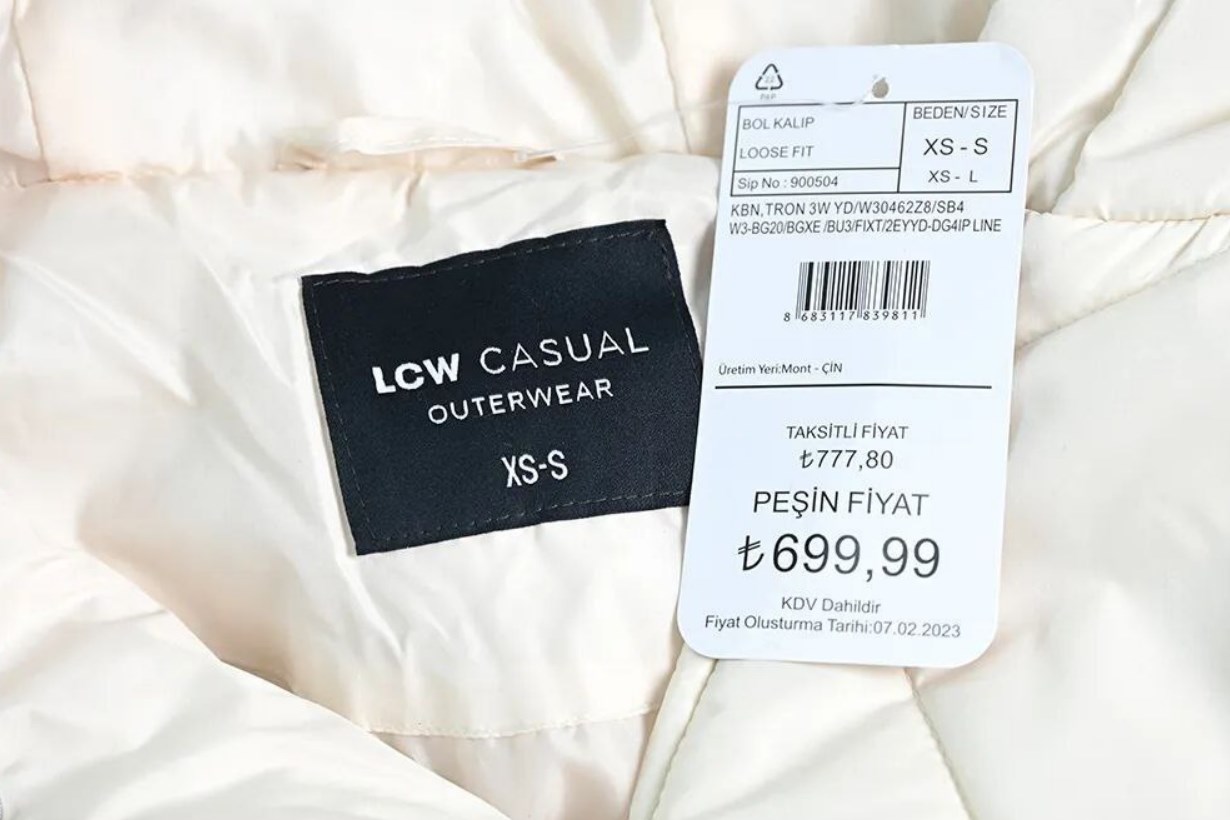 LCW CASUAL
OUTERWEAR
XS-S
22
PAP
BOL KALIP
LOOSE FIT
Sip No.: 900504
BEDEN/SIZE
XS - S
XS - L
KBN,TRON 3W YD/W30462Z8/SB4
W3-BG20/BGXE /BU3/FIXT/2EYYD-DG4IP LINE
8 683117 839811
Üretim Yeri:Mont - ÇİN
TAKSİTLİ FİYAT
₺777,80
PEŞİN FİYAT
₺699,99
KDV Dahildir
Fiyat Olusturma Tarihi:07.02.2023